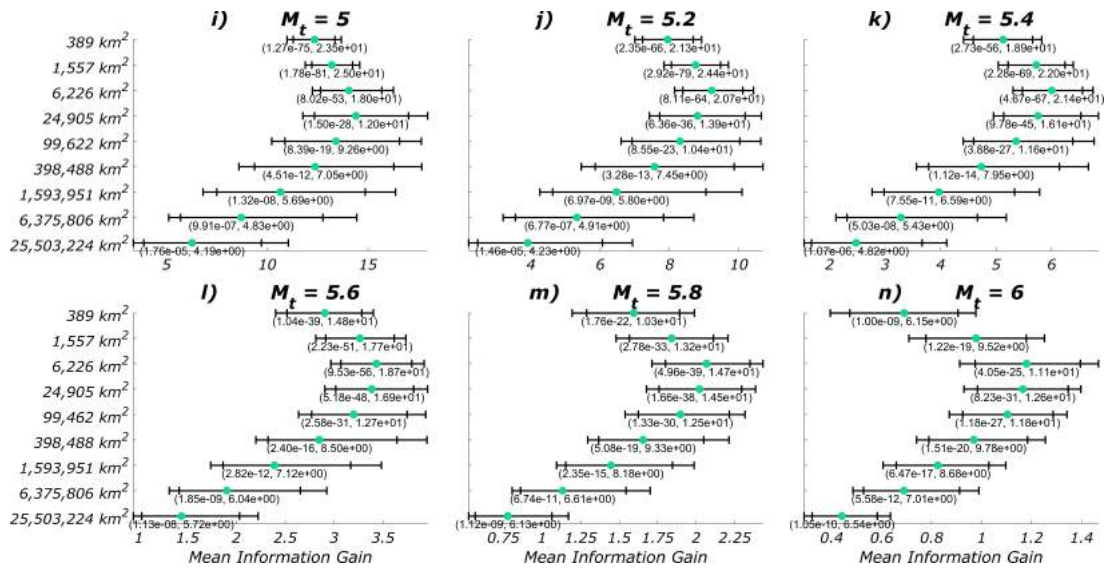 i) M_t = 5
389 km²
(1.27e-75, 2.35e+01)
1,557 km²
(1.78e-81, 2.50e+01)
6,226 km²
(8.02e-53, 1.80e+01)
24,905 km²
(1.50e-28, 1.20e+01)
99,622 km²
(8.39e-19, 9.26e+00)
398,488 km²
(4.51e-12, 7.05e+00)
1,593,951 km²
(1.32e-08, 5.69e+00)
6,375,806 km²
(9.91e-07, 4.83e+00)
25,503,224 km²
(1.76e-05, 4.19e+00)
5 10 15
j) M_t = 5.2
(2.35e-66, 2.13e+01)
(2.92e-79, 2.44e+01)
(8.11e-64, 2.07e+01)
(6.36e-36, 1.39e+01)
(8.55e-23, 1.04e+01)
(3.28e-13, 7.45e+00)
(6.97e-09, 5.80e+00)
(6.77e-07, 4.91e+00)
(1.46e-05, 4.23e+00)
4 6 8 10
k) M_t = 5.4
(2.73e-56, 1.89e+01)
(2.28e-69, 2.20e+01)
(4.67e-67, 2.14e+01)
(9.78e-45, 1.61e+01)
(3.88e-27, 1.16e+01)
(1.12e-14, 7.95e+00)
(7.55e-11, 6.59e+00)
(5.03e-08, 5.43e+00)
(1.07e-06, 4.82e+00)
2 3 4 5 6
l) M_t = 5.6
389 km²
(1.04e-39, 1.48e+01)
1,557 km²
(2.23e-51, 1.77e+01)
6,226 km²
(9.53e-56, 1.87e+01)
24,905 km²
(5.18e-48, 1.69e+01)
99,462 km²
(2.58e-31, 1.27e+01)
398,488 km²
(2.40e-16, 8.50e+00)
1,593,951 km²
(2.82e-12, 7.12e+00)
6,375,806 km²
(1.85e-09, 6.04e+00)
25,503,224 km²
(1.13e-08, 5.72e+00)
1 1.5 2 2.5 3 3.5
Mean Information Gain
m) M_t = 5.8
(1.76e-22, 1.03e+01)
(2.78e-33, 1.32e+01)
(4.96e-39, 1.47e+01)
(1.66e-38, 1.45e+01)
(1.33e-30, 1.25e+01)
(5.08e-19, 9.33e+00)
(2.35e-15, 8.18e+00)
(6.74e-11, 6.61e+00)
(1.12e-09, 6.13e+00)
0.75 1 1.25 1.5 1.75 2 2.25
Mean Information Gain
n) M_t = 6
(1.00e-09, 6.15e+00)
(1.22e-19, 9.52e+00)
(4.05e-25, 1.11e+01)
(8.23e-31, 1.26e+01)
(1.18e-27, 1.18e+01)
(1.51e-20, 9.78e+00)
(6.47e-17, 8.68e+00)
(5.58e-12, 7.01e+00)
(1.05e-10, 6.54e+00)
0.4 0.6 0.8 1 1.2 1.4
Mean Information Gain